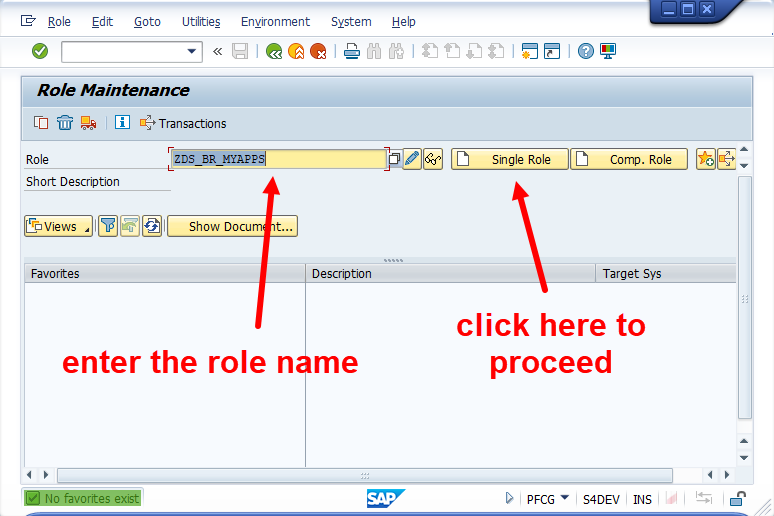 Role Edit Goto Utilities Environment System Help
Role Maintenance
Transactions
Role ZDS_BR_MYAPPS Single Role Comp. Role
Short Description
Views Show Document...
Favorites Description Target Sys
enter the role name
click here to
proceed
No favorites exist SAP PFCG S4DEV INS